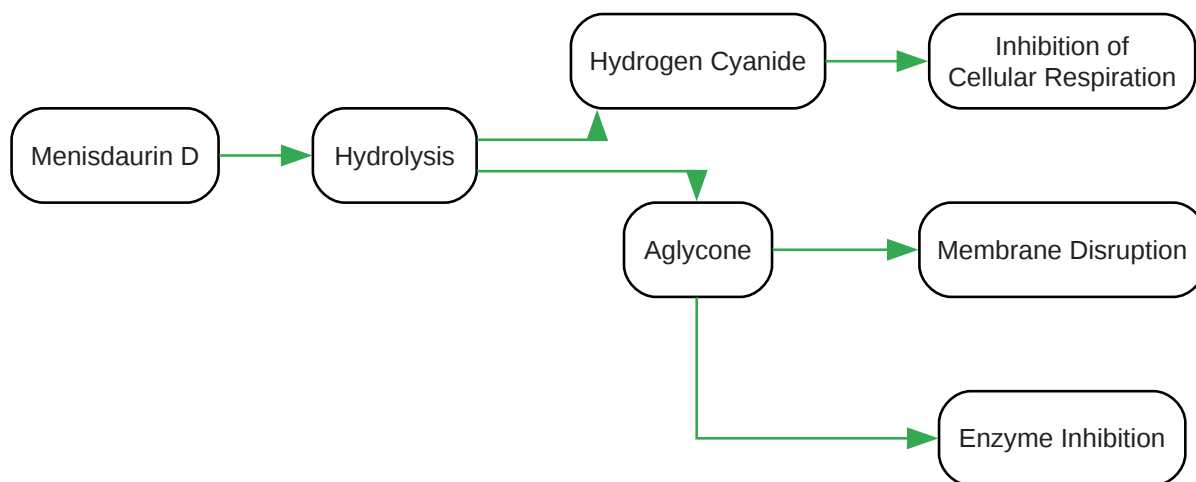 Menisdaurin D
Hydrolysis
Hydrogen Cyanide
Inhibition of
Cellular Respiration
Aglycone
Membrane Disruption
Enzyme Inhibition